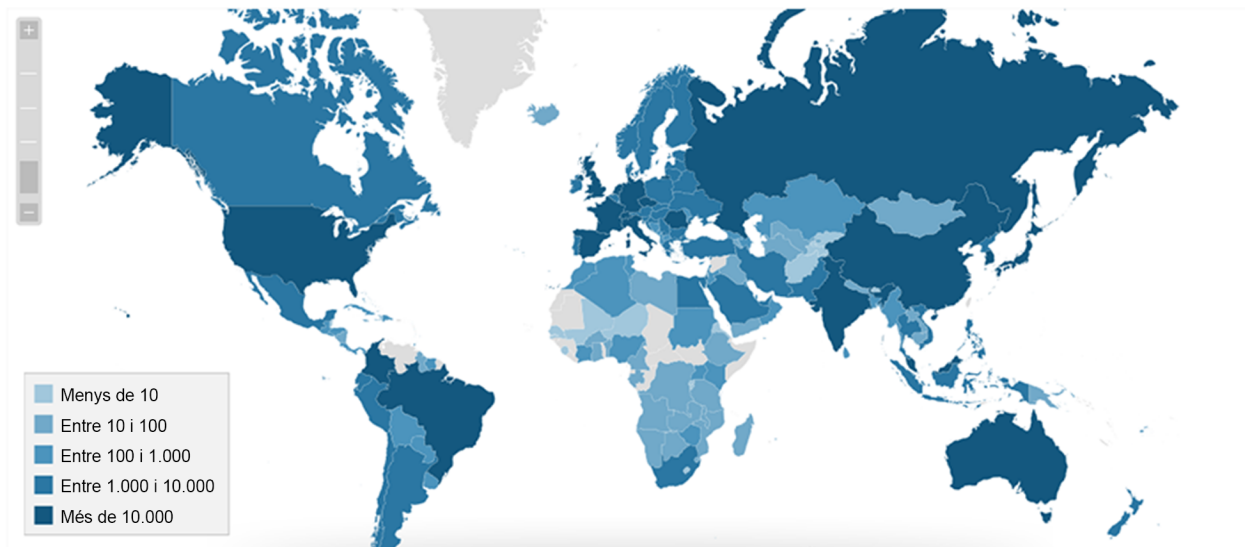 +
−
Menys de 10
Entre 10 i 100
Entre 100 i 1.000
Entre 1.000 i 10.000
Més de 10.000